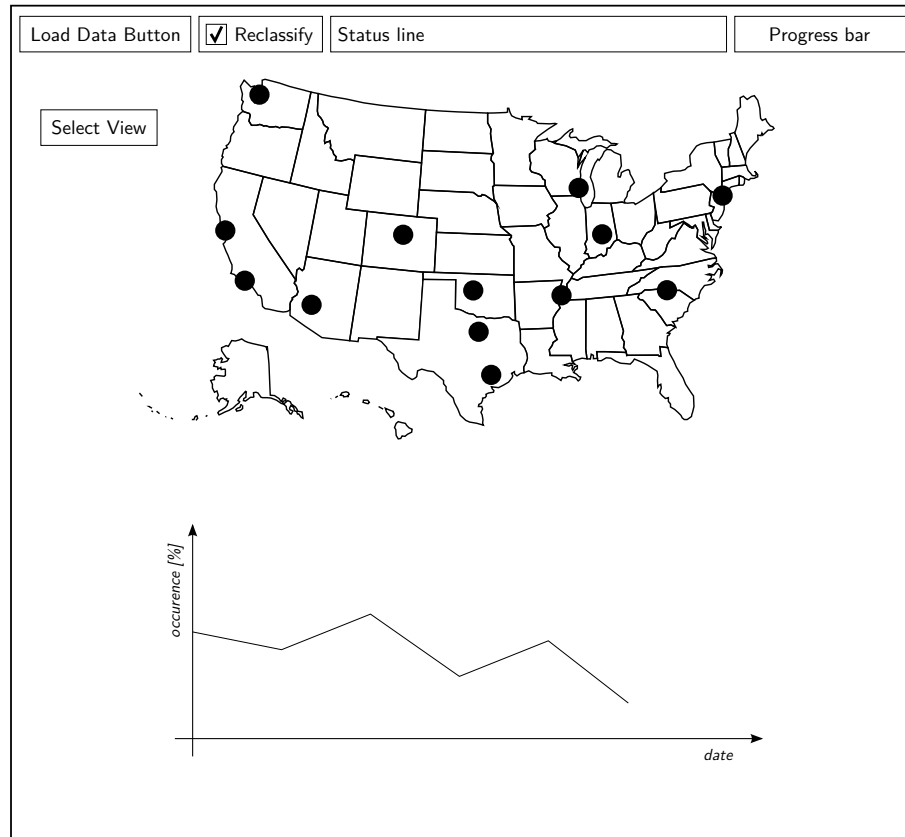 Load Data Button
Reclassify
Status line
Progress bar
Select View
occurence [%]
date